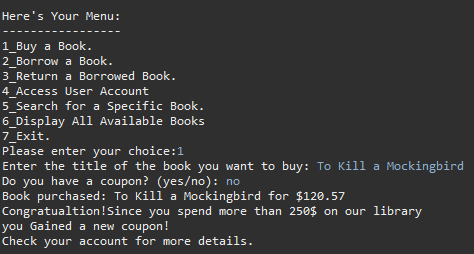 Here's Your Menu:
-----------------
1_Buy a Book.
2_Borrow a Book.
3_Return a Borrowed Book.
4_Access User Account
5_Search for a Specific Book.
6_Display All Available Books
7_Exit.
Please enter your choice:1
Enter the title of the book you want to buy: To Kill a Mockingbird
Do you have a coupon? (yes/no): no
Book purchased: To Kill a Mockingbird for $120.57
Congratualtion!Since you spend more than 250$ on our library
you Gained a new coupon!
Check your account for more details.